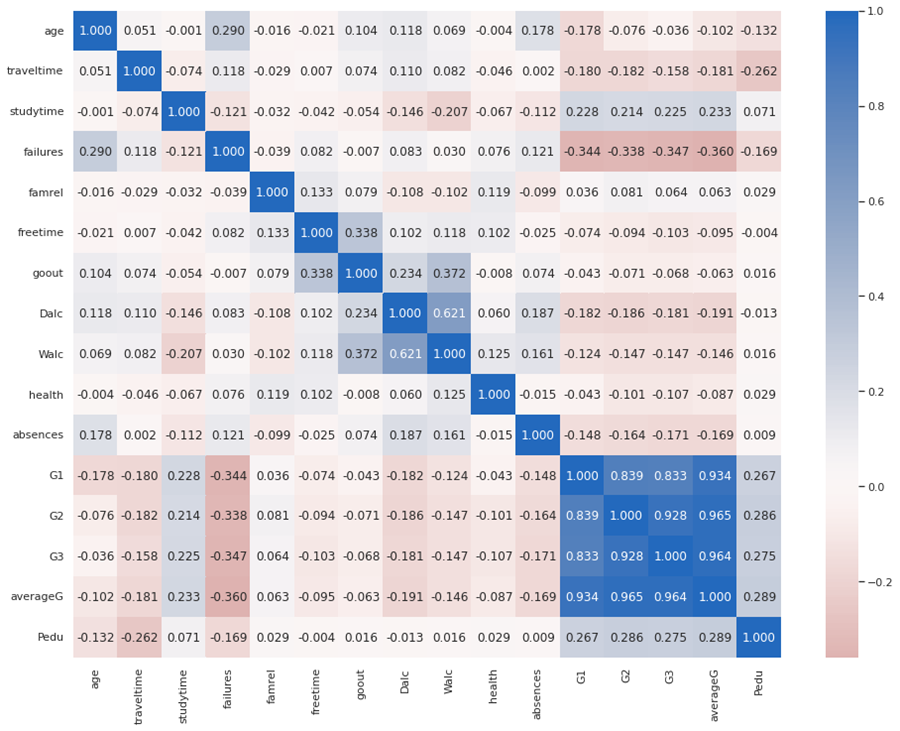 age 1.000 0.051 -0.001 0.290 -0.016 -0.021 0.104 0.118 0.069 -0.004 0.178 -0.178 -0.076 -0.036 -0.102 -0.132
traveltime 0.051 1.000 -0.074 0.118 -0.029 0.007 0.074 0.110 0.082 -0.046 0.002 -0.180 -0.182 -0.158 -0.181 -0.262
studytime -0.001 -0.074 1.000 -0.121 -0.032 -0.042 -0.054 -0.146 -0.207 -0.067 -0.112 0.228 0.214 0.225 0.233 0.071
failures 0.290 0.118 -0.121 1.000 -0.039 0.082 -0.007 0.083 0.030 0.076 0.121 -0.344 -0.338 -0.347 -0.360 -0.169
famrel -0.016 -0.029 -0.032 -0.039 1.000 0.133 0.079 -0.108 -0.102 0.119 -0.099 0.036 0.081 0.064 0.063 0.029
freetime -0.021 0.007 -0.042 0.082 0.133 1.000 0.338 0.102 0.118 0.102 -0.025 -0.074 -0.094 -0.103 -0.095 -0.004
goout 0.104 0.074 -0.054 -0.007 0.079 0.338 1.000 0.234 0.372 -0.008 0.074 -0.043 -0.071 -0.068 -0.063 0.016
Dalc 0.118 0.110 -0.146 0.083 -0.108 0.102 0.234 1.000 0.621 0.060 0.187 -0.182 -0.186 -0.181 -0.191 -0.013
Walc 0.069 0.082 -0.207 0.030 -0.102 0.118 0.372 0.621 1.000 0.125 0.161 -0.124 -0.147 -0.147 -0.146 0.016
health -0.004 -0.046 -0.067 0.076 0.119 0.102 -0.008 0.060 0.125 1.000 -0.015 -0.043 -0.101 -0.107 -0.087 0.029
absences 0.178 0.002 -0.112 0.121 -0.099 -0.025 0.074 0.187 0.161 -0.015 1.000 -0.148 -0.164 -0.171 -0.169 0.009
G1 -0.178 -0.180 0.228 -0.344 0.036 -0.074 -0.043 -0.182 -0.124 -0.043 -0.148 1.000 0.839 0.833 0.934 0.267
G2 -0.076 -0.182 0.214 -0.338 0.081 -0.094 -0.071 -0.186 -0.147 -0.101 -0.164 0.839 1.000 0.928 0.965 0.286
G3 -0.036 -0.158 0.225 -0.347 0.064 -0.103 -0.068 -0.181 -0.147 -0.107 -0.171 0.833 0.928 1.000 0.964 0.275
averageG -0.102 -0.181 0.233 -0.360 0.063 -0.095 -0.063 -0.191 -0.146 -0.087 -0.169 0.934 0.965 0.964 1.000 0.289
Pedu -0.132 -0.262 0.071 -0.169 0.029 -0.004 0.016 -0.013 0.016 0.029 0.009 0.267 0.286 0.275 0.289 1.000
age traveltime studytime failures famrel freetime goout Dalc Walc health absences G1 G2 G3 averageG Pedu
1.0
0.8
0.6
0.4
0.2
0.0
−0.2